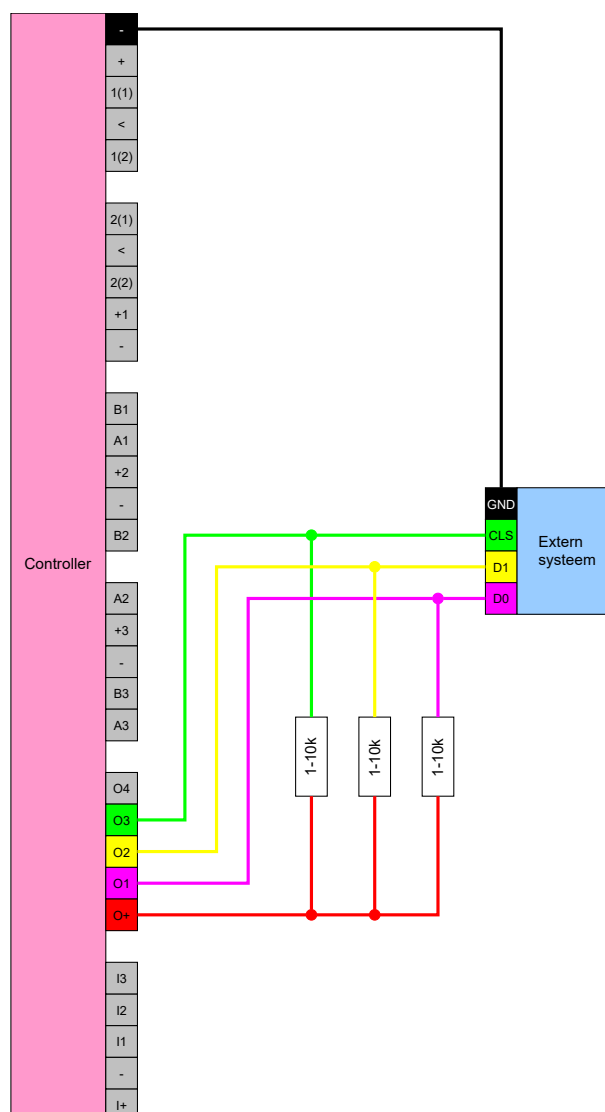 -
+
1(1)
<
1(2)
2(1)
<
2(2)
+1
-
B1
A1
+2
-
B2
Controller
A2
+3
-
B3
A3
O4
O3
O2
O1
O+
I3
I2
I1
-
I+
GND
CLS
D1
D0
Extern
systeem
1-10k
1-10k
1-10k